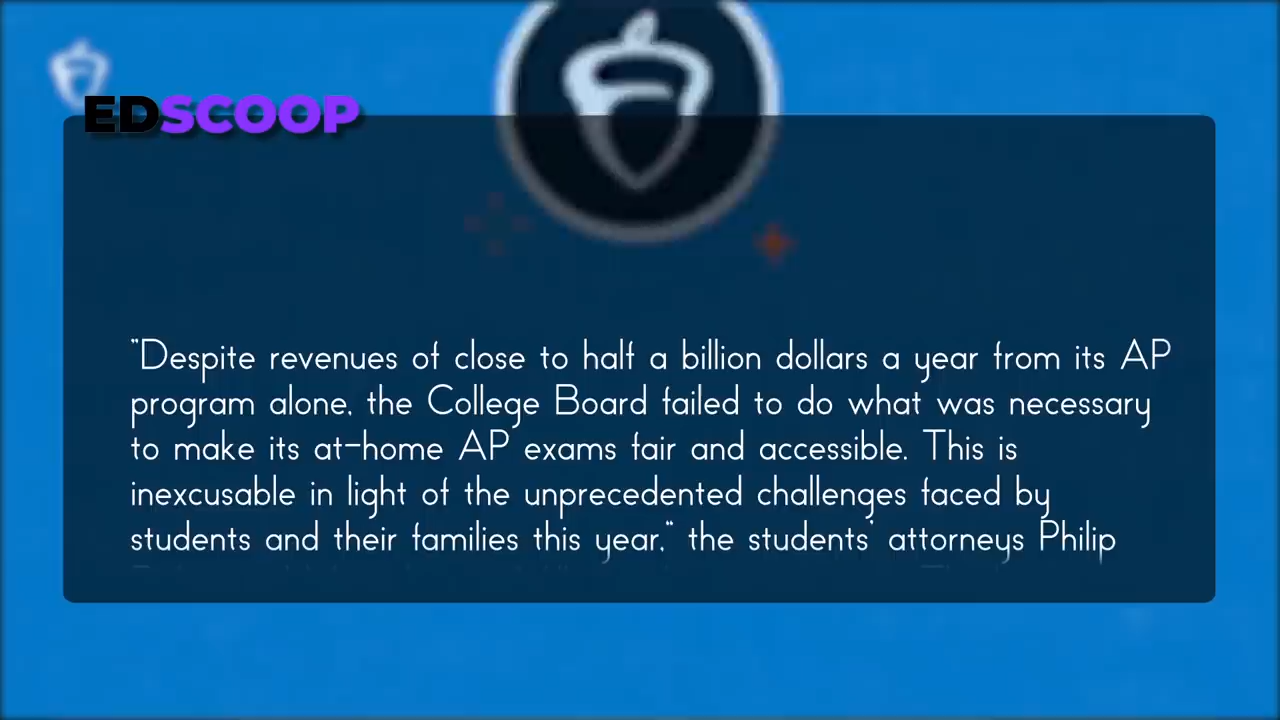 EDSCOOP
"Despite revenues of close to half a billion dollars a year from its AP
program alone, the College Board failed to do what was necessary
to make its at-home AP exams fair and accessible. This is
inexcusable in light of the unprecedented challenges faced by
students and their families this year," the students' attorneys Philip